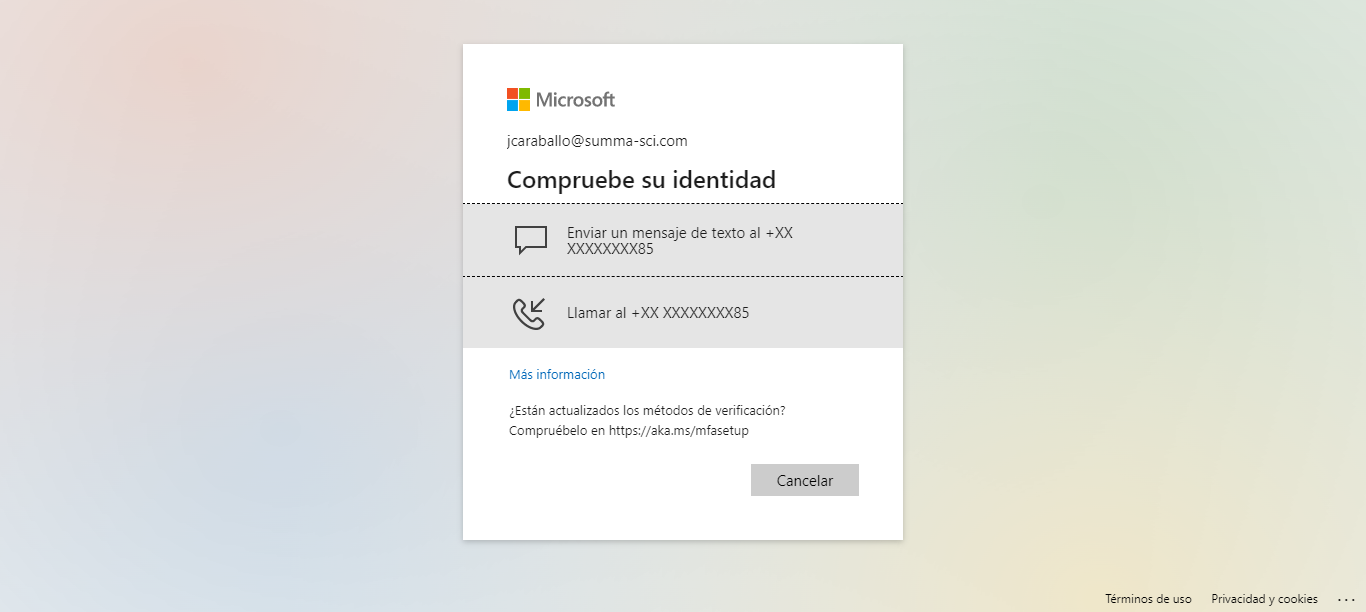 Microsoft
jcaraballo@summa-sci.com
Compruebe su identidad
Enviar un mensaje de texto al +XX
XXXXXXXX85
Llamar al +XX XXXXXXXX85
Más información
¿Están actualizados los métodos de verificación?
Compruébelo en https://aka.ms/mfasetup
Cancelar
Términos de uso Privacidad y cookies ...